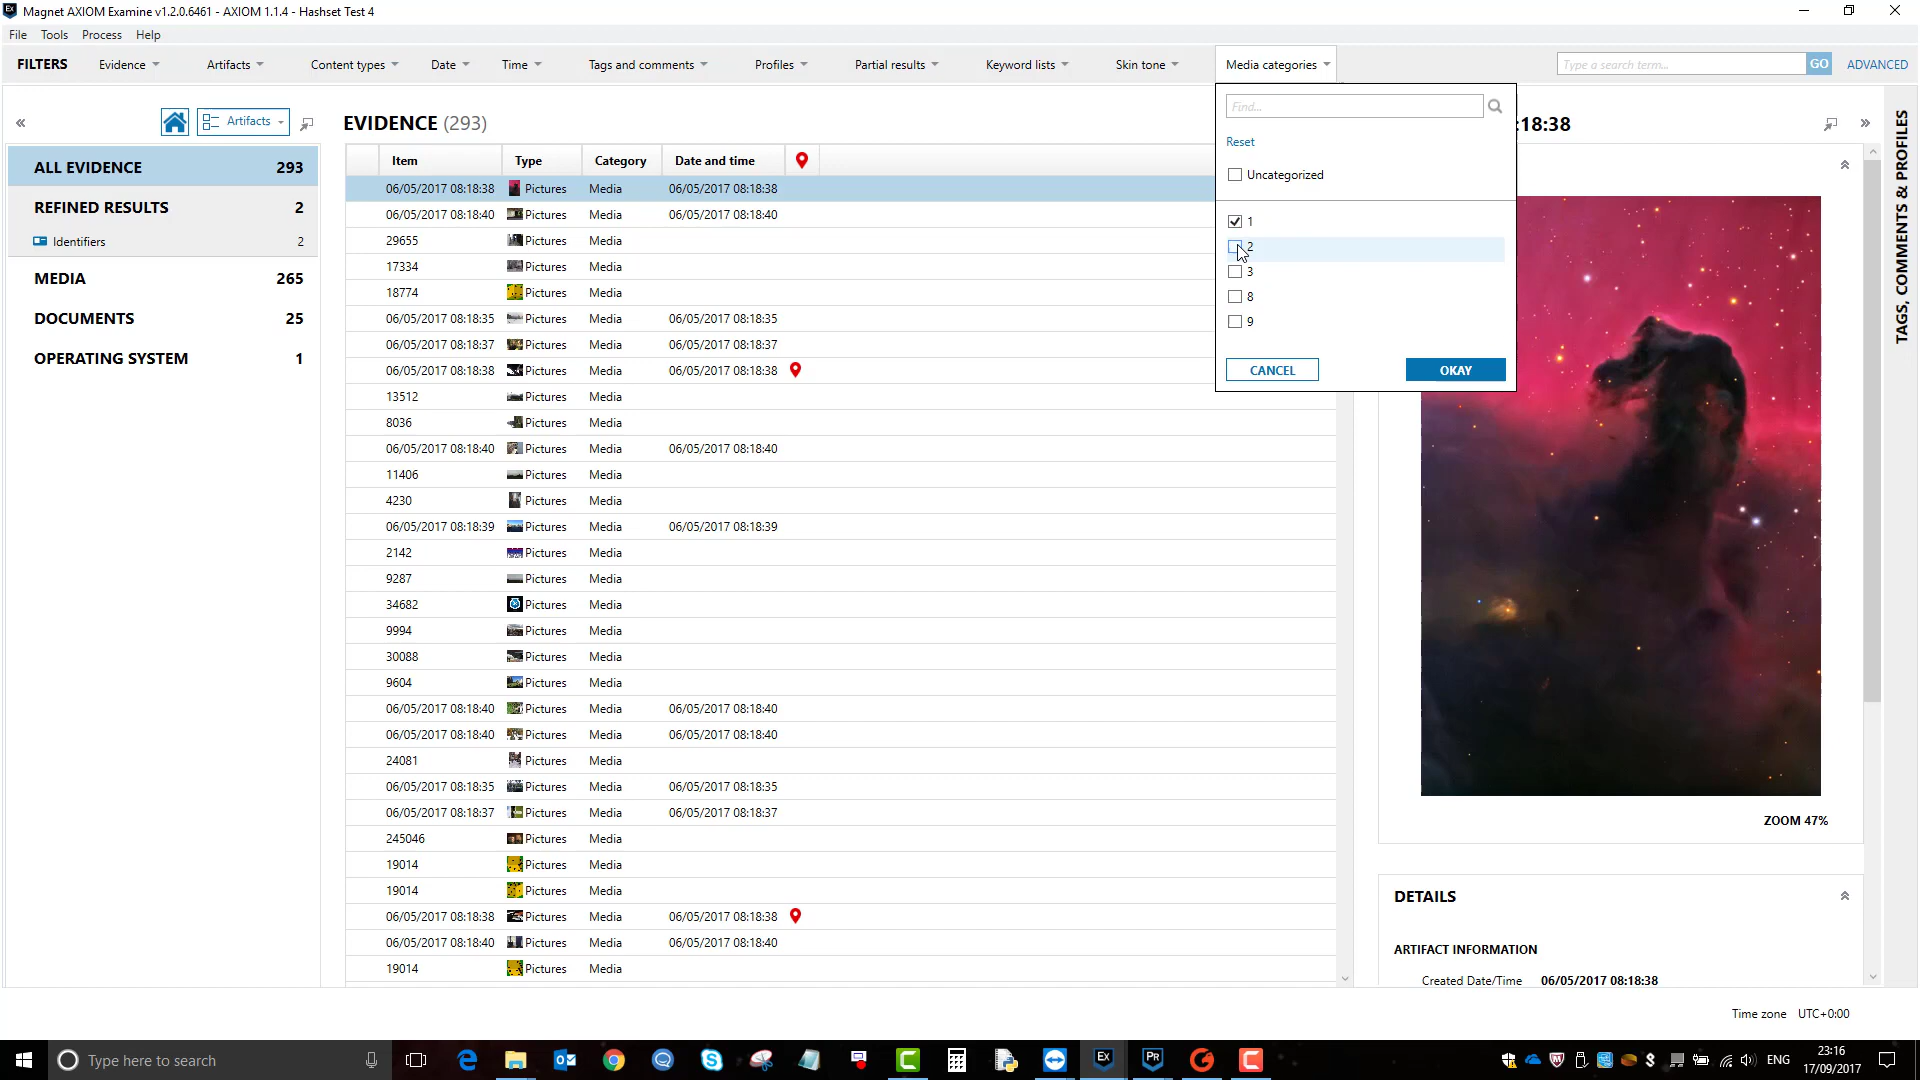 Magnet AXIOM Examine v1.2.0.6461 - AXIOM 1.1.4 - Hashset Test 4
File Tools Process Help
FILTERS Evidence Artifacts Content types Date Time Tags and comments Profiles Partial results Keyword lists Skin tone Media categories Type a search term... GO ADVANCED
Find...
Reset
Uncategorized
1
2
3
8
9
CANCEL OKAY
Artifacts
ALL EVIDENCE 293
REFINED RESULTS 2
Identifiers 2
MEDIA 265
DOCUMENTS 25
OPERATING SYSTEM 1
EVIDENCE (293)
Item Type Category Date and time
06/05/2017 08:18:38 Pictures Media 06/05/2017 08:18:38
06/05/2017 08:18:40 Pictures Media 06/05/2017 08:18:40
29655 Pictures Media
17334 Pictures Media
18774 Pictures Media
06/05/2017 08:18:35 Pictures Media 06/05/2017 08:18:35
06/05/2017 08:18:37 Pictures Media 06/05/2017 08:18:37
06/05/2017 08:18:38 Pictures Media 06/05/2017 08:18:38
13512 Pictures Media
8036 Pictures Media
06/05/2017 08:18:40 Pictures Media 06/05/2017 08:18:40
11406 Pictures Media
4230 Pictures Media
06/05/2017 08:18:39 Pictures Media 06/05/2017 08:18:39
2142 Pictures Media
9287 Pictures Media
34682 Pictures Media
9994 Pictures Media
30088 Pictures Media
9604 Pictures Media
06/05/2017 08:18:40 Pictures Media 06/05/2017 08:18:40
06/05/2017 08:18:40 Pictures Media 06/05/2017 08:18:40
24081 Pictures Media
06/05/2017 08:18:35 Pictures Media 06/05/2017 08:18:35
06/05/2017 08:18:37 Pictures Media 06/05/2017 08:18:37
245046 Pictures Media
19014 Pictures Media
19014 Pictures Media
06/05/2017 08:18:38 Pictures Media 06/05/2017 08:18:38
06/05/2017 08:18:40 Pictures Media 06/05/2017 08:18:40
19014 Pictures Media
:18:38
ZOOM 47%
DETAILS
ARTIFACT INFORMATION
Created Date/Time 06/05/2017 08:18:38
TAGS, COMMENTS & PROFILES
Time zone UTC+0:00
Type here to search
Ex
Pr
ENG
23:16
17/09/2017